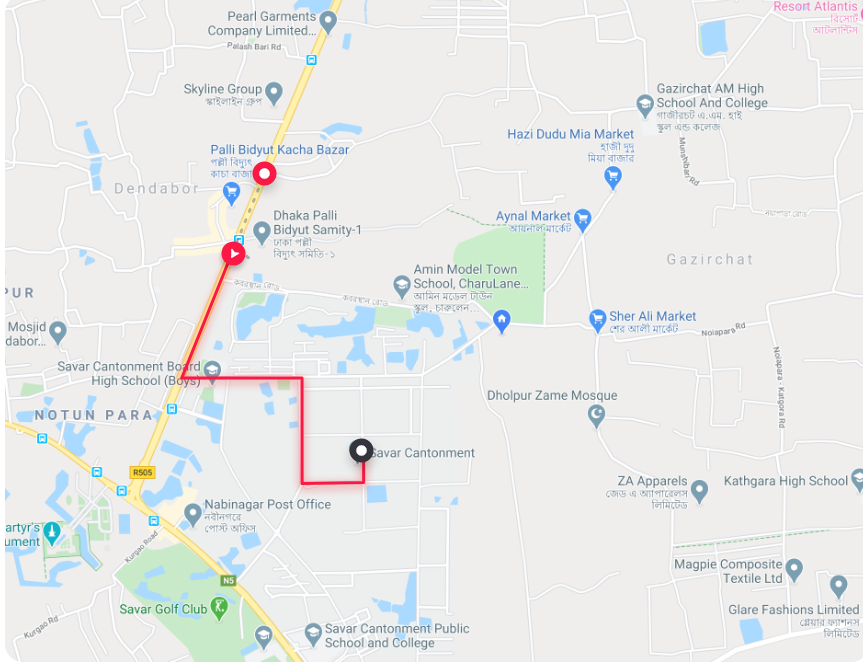 Resort Atlantis
রিসোর্ট
আটলান্টিস
Pearl Garments
Company Limited...
Palash Bari Rd
Skyline Group
স্কাইলাইন গ্রুপ
Gazirchat AM High
School And College
গাজীরচট এ.এম. হাই
স্কুল এন্ড কলেজ
Hazi Dudu Mia Market
হাজী দুদু
মিয়া বাজার
Munshibari Rd
Palli Bidyut Kacha Bazar
পল্লী বিদ্যুৎ
কাচা বাজা
Dendabor
Dhaka Palli
Bidyut Samity-1
ঢাকা পল্লী
বিদ্যুৎ সমিতি-১
Aynal Market
আয়নাল মার্কেট
নয়াপাড়া রোড
Gazirchat
Amin Model Town
School, CharuLane...
আমিন মডেল টাউন
স্কুল, চারুলেন...
কবরস্থান রোড
কবরস্থান রোড
PUR
Mosjid
dabor...
Sher Ali Market
শের আলী মার্কেট
Noiapara Rd
Noiapara - Katgora Rd
Savar Cantonment Board
High School (Boys)
Dholpur Zame Mosque
NOTUN PARA
Savar Cantonment
R505
ZA Apparels
জেড এ অ্যাপারেলস
লিমিটেড
Kathgara High School
Nabinagar Post Office
নবীনগরে
পোস্ট অফিস
artyr's
ument
Kurgao Road
Magpie Composite
Textile Ltd
N5
Savar Golf Club
Glare Fashions Limited
গ্লেয়ার ফ্যাশনস
লিমিটেড
Kurgao Rd
Savar Cantonment Public
School and College